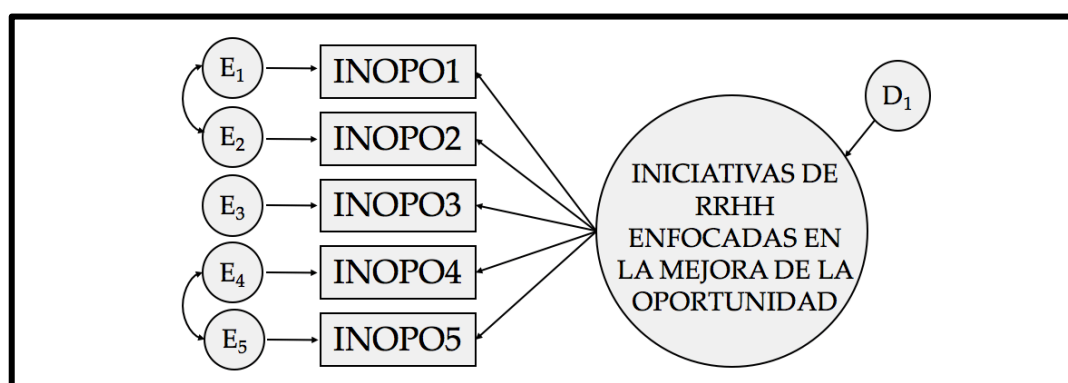 E₁
INOPO1
D₁
E₂
INOPO2
E₃
INOPO3
E₄
INOPO4
E₅
INOPO5
INICIATIVAS DE
RRHH
ENFOCADAS EN
LA MEJORA DE LA
OPORTUNIDAD